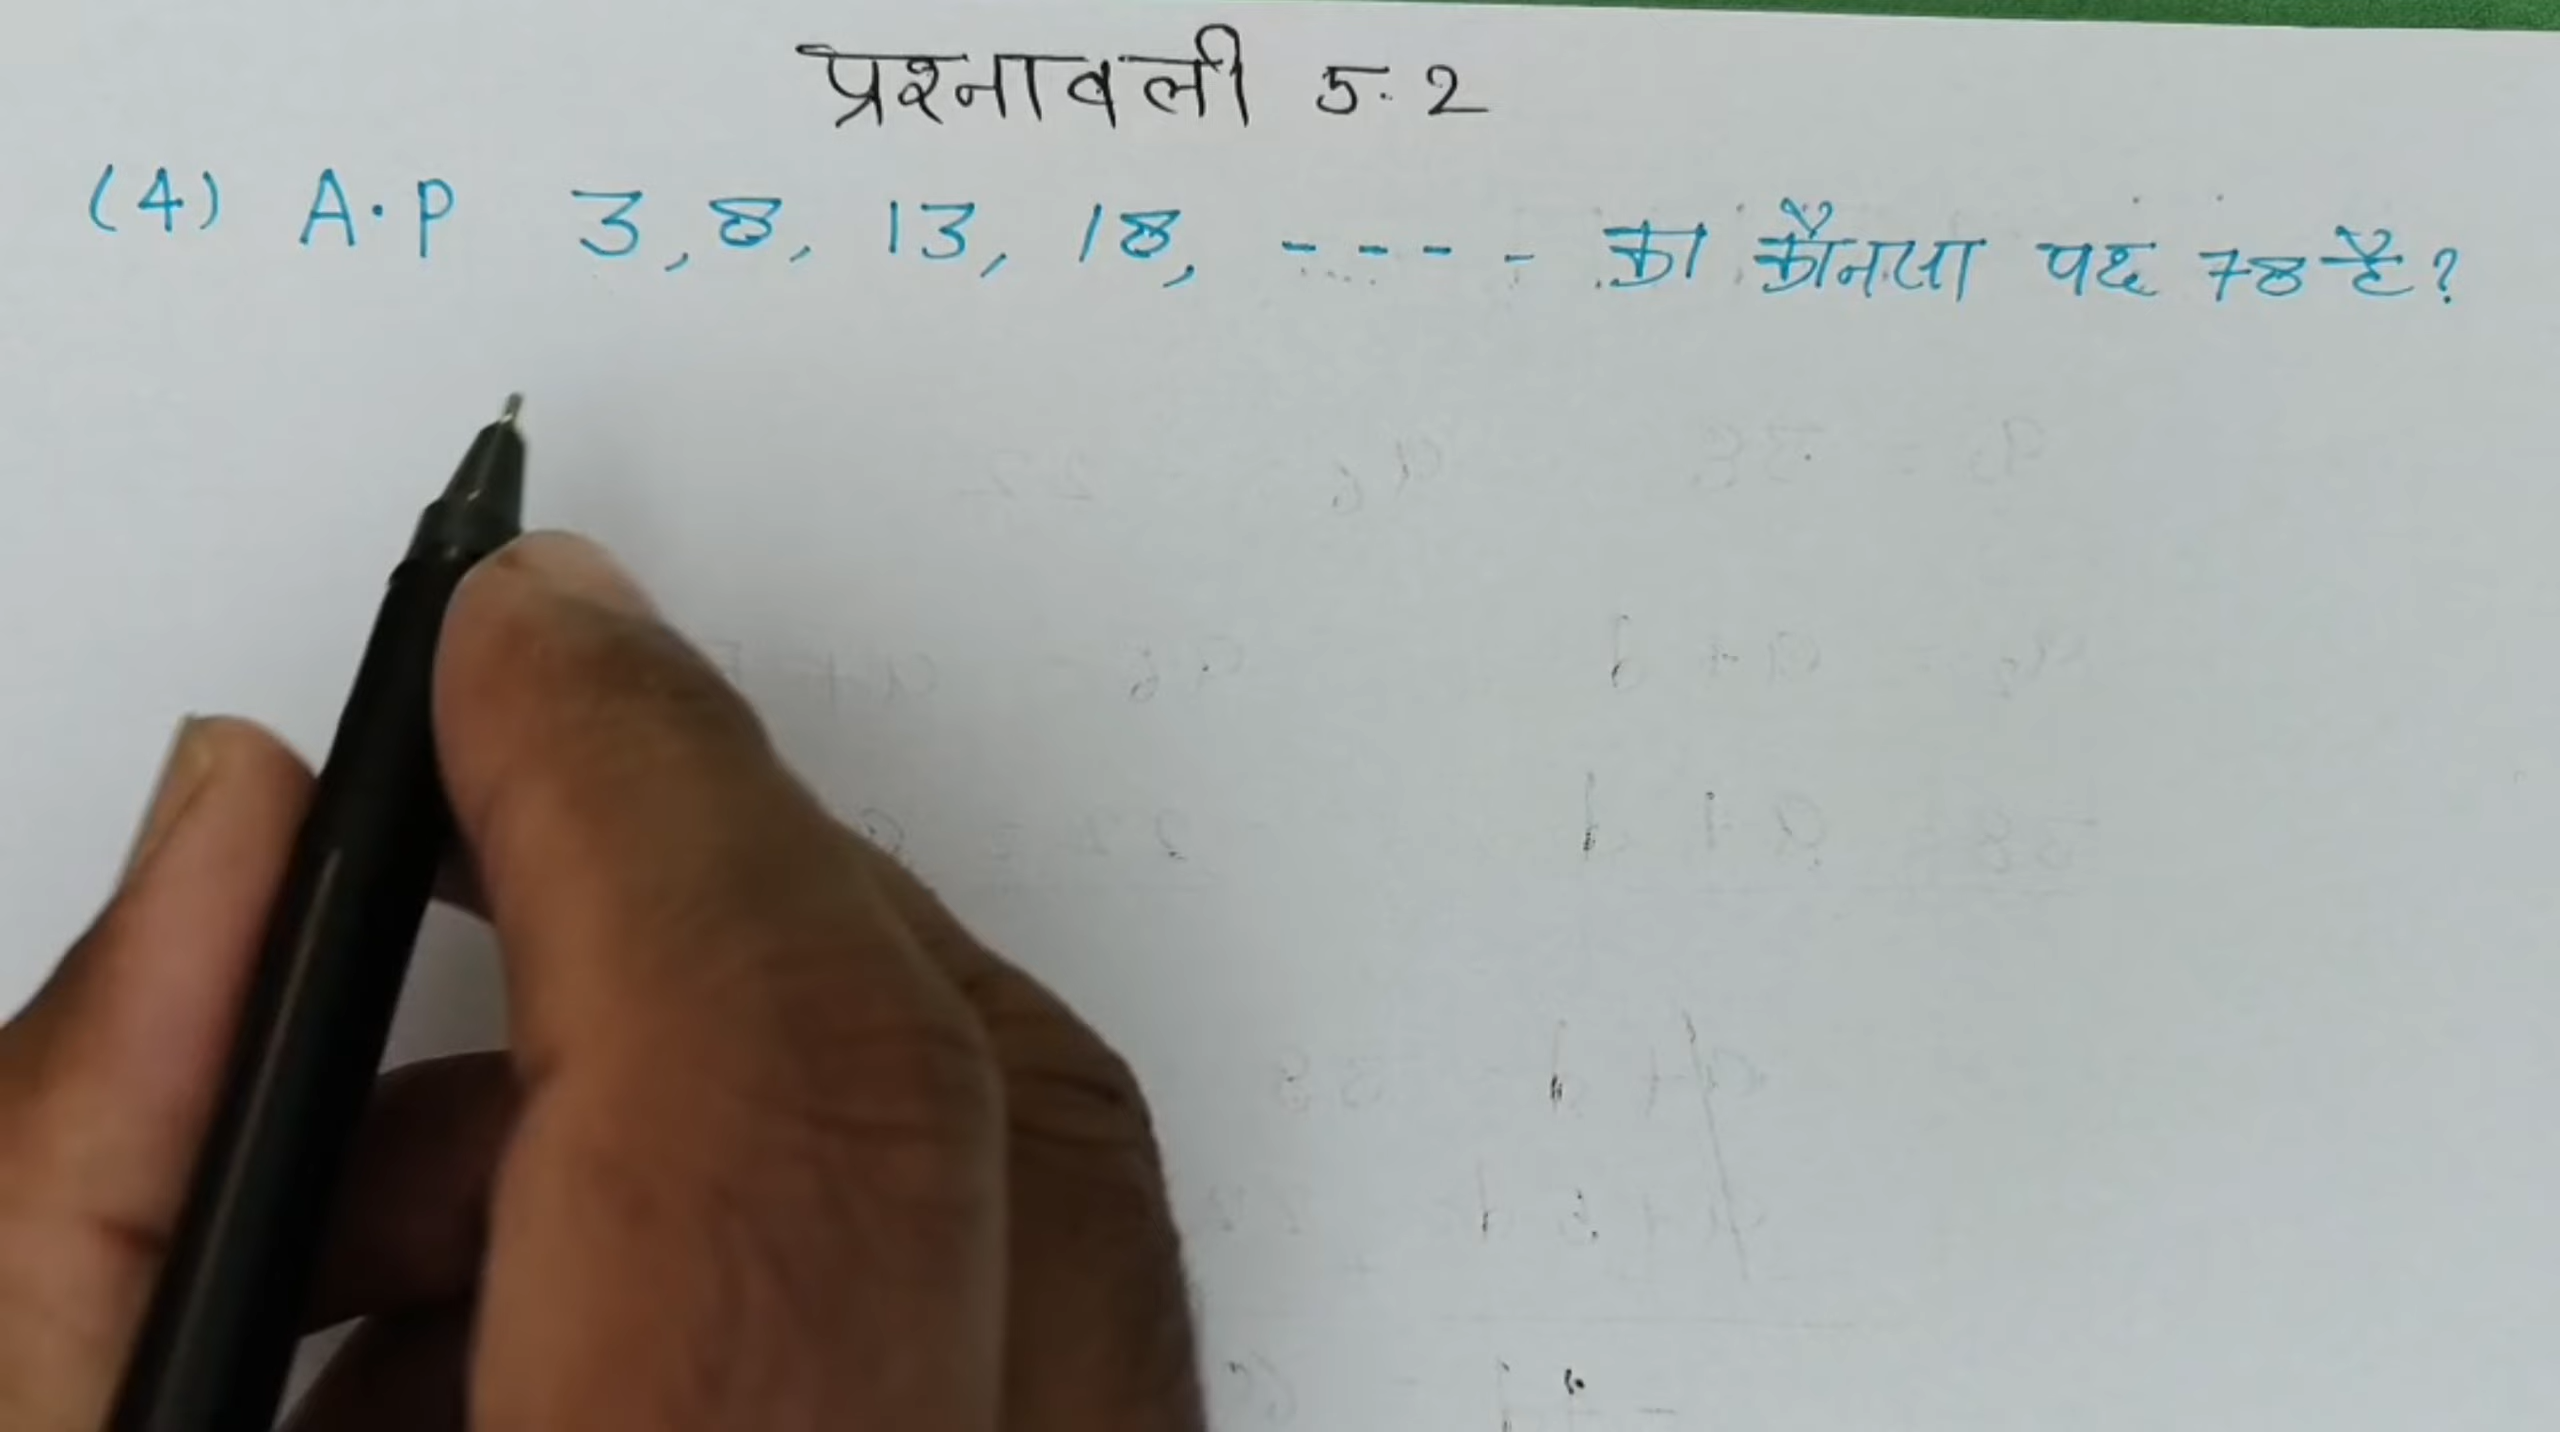 प्रश्नावली 5.2
(4) A.P 3, 8, 13, 18, ---- - का कौनसा पद 78 है?